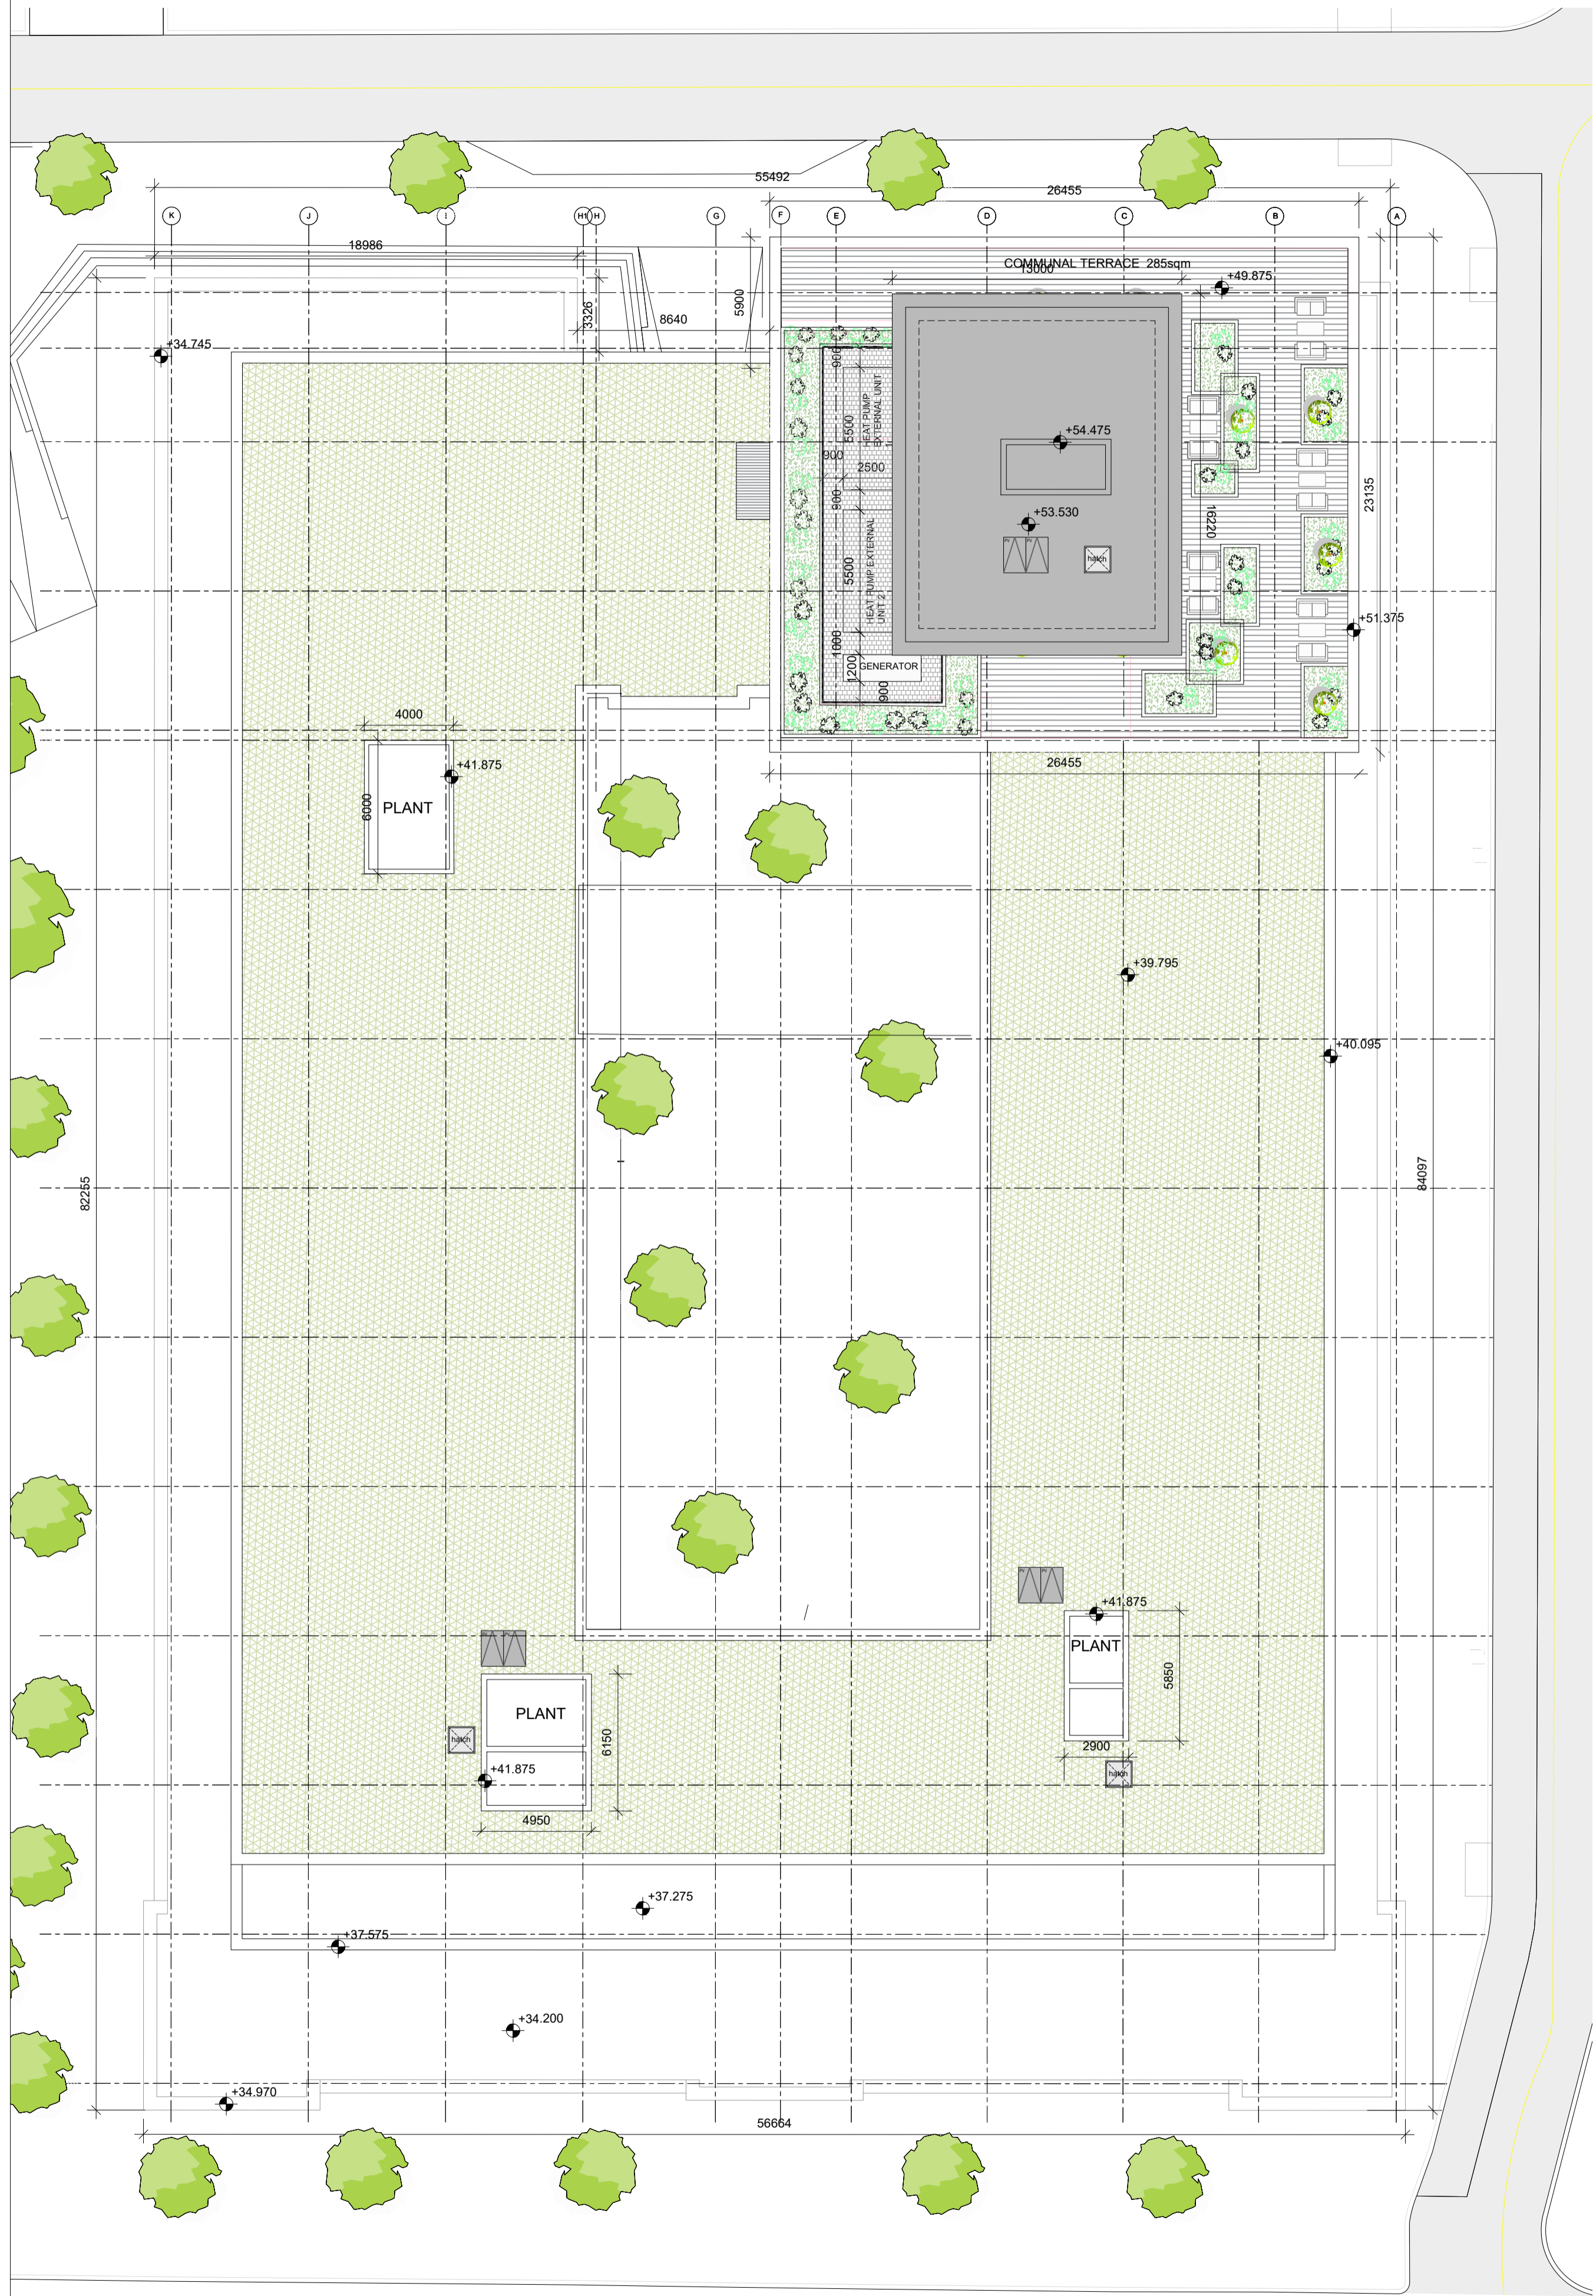 55492
26455
K
J
I
H1
H
G
F
E
D
C
B
A
18986
COMMUNAL TERRACE 285sqm
13000
+49.875
5900
3326
8640
+34.745
900
HEAT PUMP
EXTERNAL UNIT
5500
+54.475
900
2500
900
23135
16220
+53.530
hatch
5500
HEAT PUMP EXTERNAL
UNIT 2
+51.375
1000
1200
GENERATOR
900
4000
26455
+41.875
6000
PLANT
+39.795
+40.095
82255
84097
+41.875
PLANT
5850
PLANT
6150
hatch
2900
+41.875
hatch
4950
+37.275
+37.575
+34.200
+34.970
56664